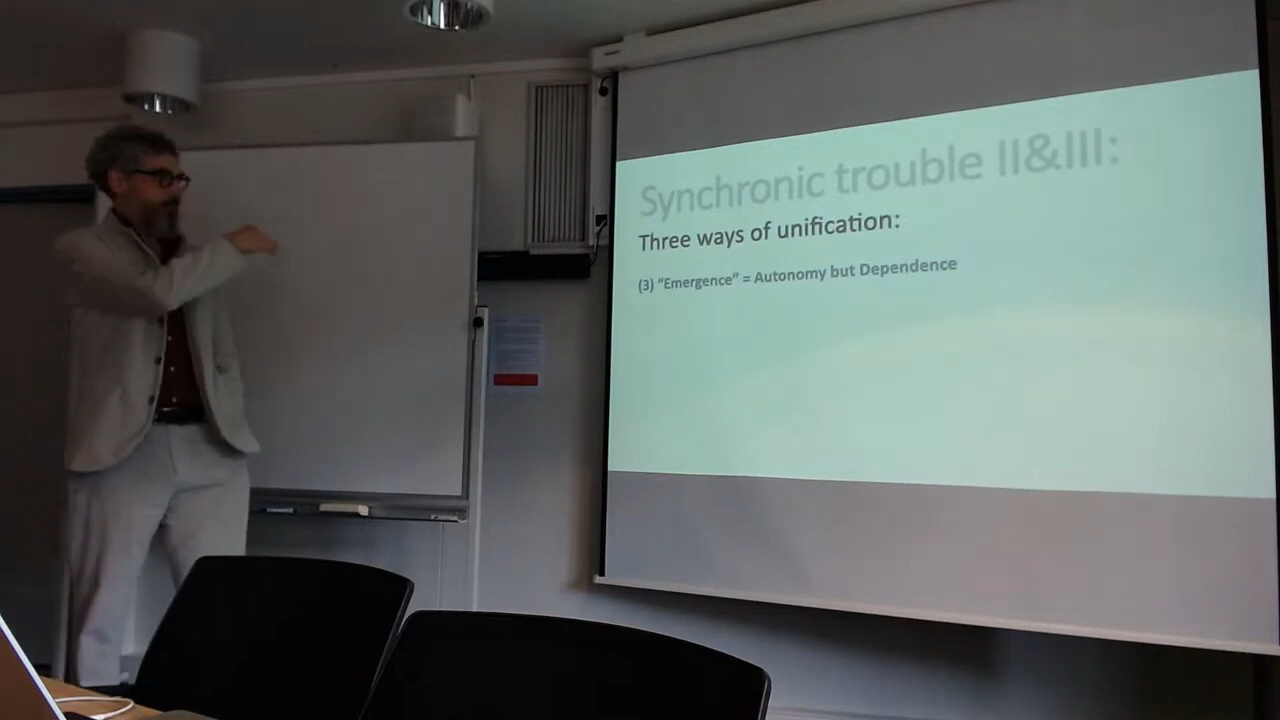 Synchronic trouble II&III:
Three ways of unification:
(3) “Emergence” = Autonomy but Dependence